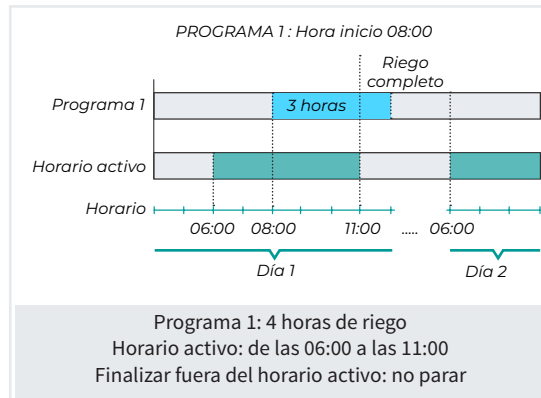 PROGRAMA 1 : Hora inicio 08:00
Riego
completo
Programa 1
3 horas
Horario activo
Horario
06:00 08:00 11:00 ..... 06:00
Día 1 Día 2
Programa 1: 4 horas de riego
Horario activo: de las 06:00 a las 11:00
Finalizar fuera del horario activo: no parar